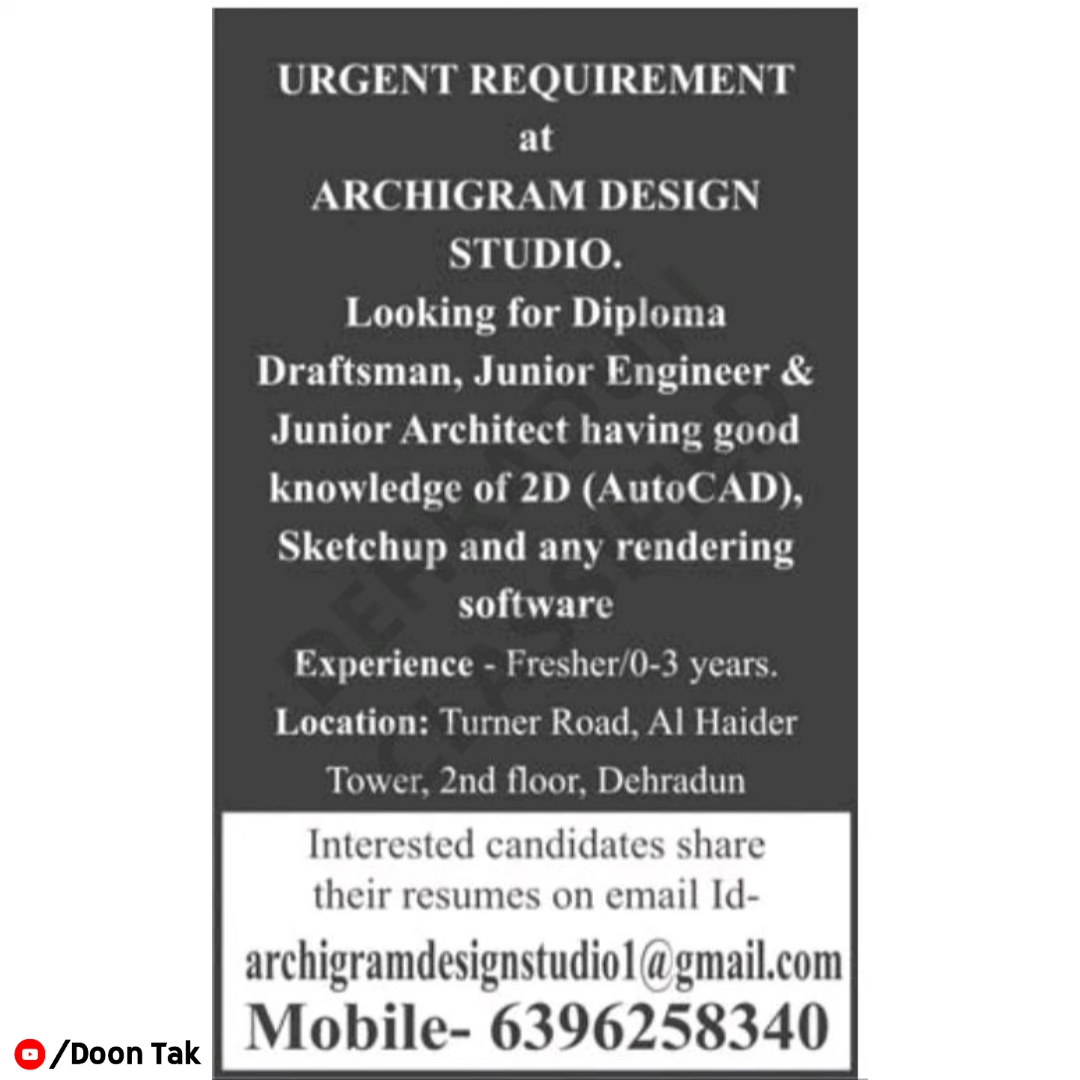 URGENT REQUIREMENT
at
ARCHIGRAM DESIGN
STUDIO.
Looking for Diploma
Draftsman, Junior Engineer &
Junior Architect having good
knowledge of 2D (AutoCAD),
Sketchup and any rendering
software
Experience - Fresher/0-3 years.
Location: Turner Road, Al Haider
Tower, 2nd floor, Dehradun
Interested candidates share
their resumes on email Id-
archigramdesignstudio1@gmail.com
Mobile- 6396258340
DEHRADUN
CLASSIFIED
/Doon Tak